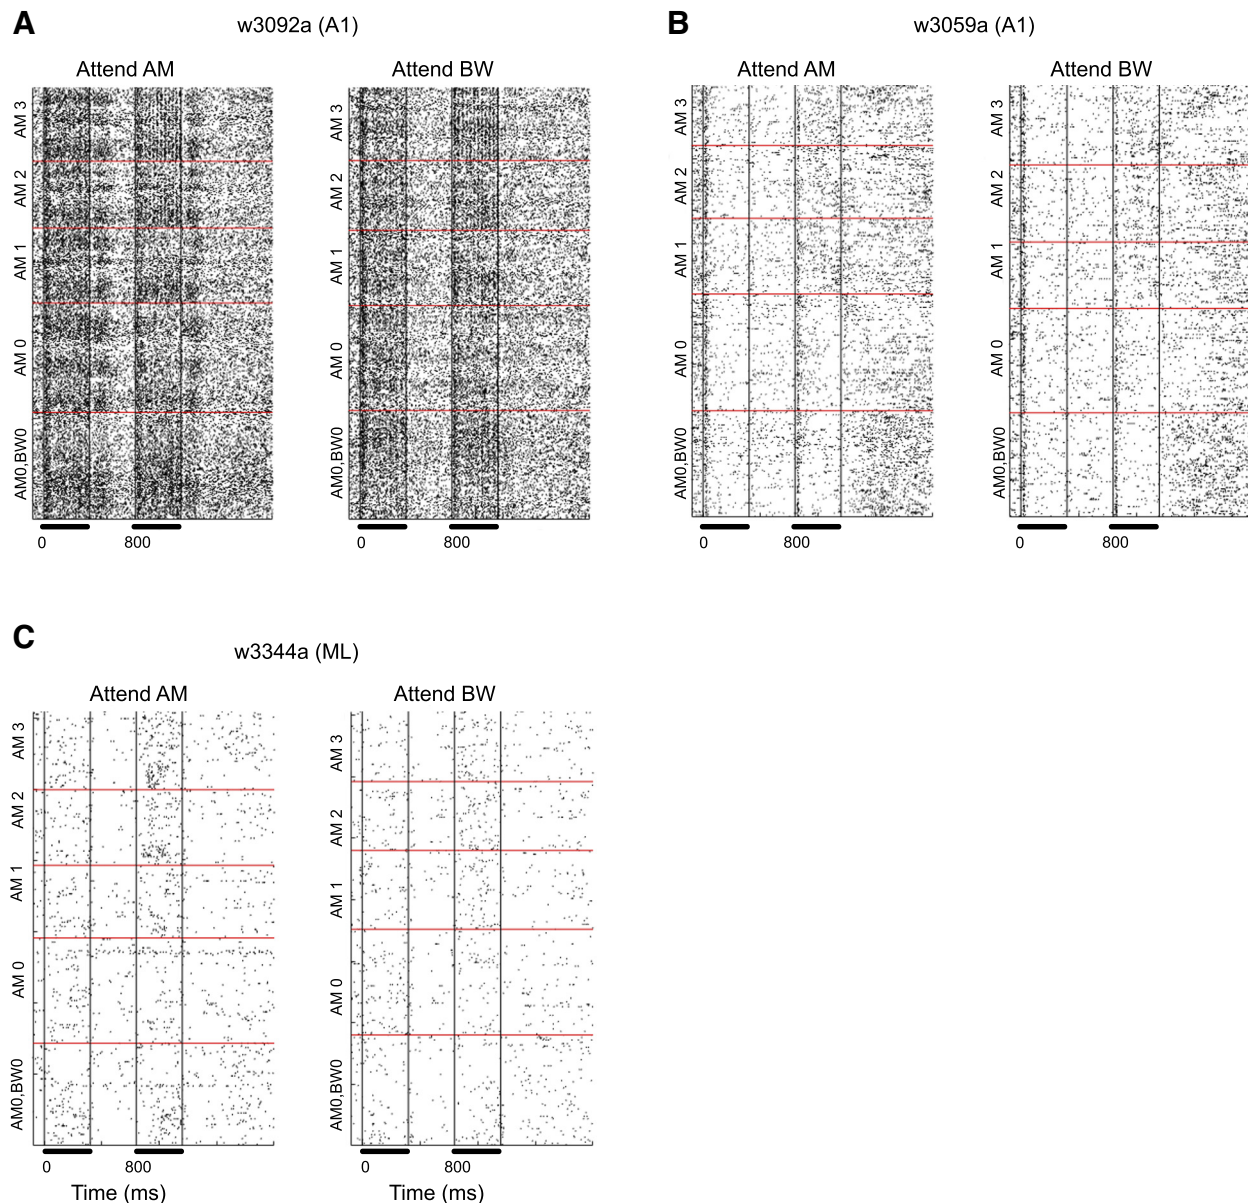 A
w3092a (A1)
Attend AM
Attend BW
AM 3
AM 2
AM 1
AM 0
AM0,BW0
AM 3
AM 2
AM 1
AM 0
AM0,BW0
0
800
0
800
B
w3059a (A1)
Attend AM
Attend BW
AM 3
AM 2
AM 1
AM 0
AM0,BW0
AM 3
AM 2
AM 1
AM 0
AM0,BW0
0
800
0
800
C
w3344a (ML)
Attend AM
Attend BW
AM 3
AM 2
AM 1
AM 0
AM0,BW0
AM 3
AM 2
AM 1
AM 0
AM0,BW0
0
800
0
800
Time (ms)
Time (ms)